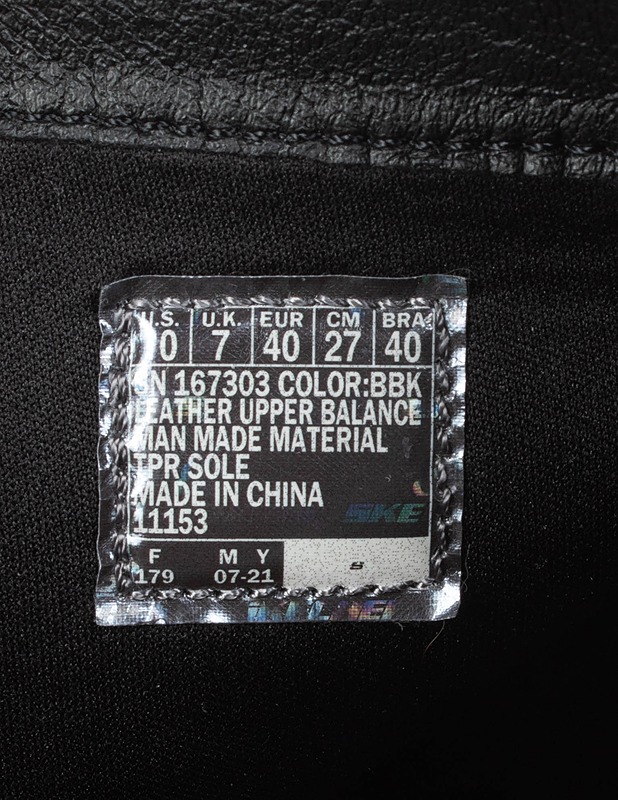 U.S. U.K. EUR CM BRA
10 7 40 27 40
SN 167303 COLOR:BBK
LEATHER UPPER BALANCE
MAN MADE MATERIAL
TPR SOLE
MADE IN CHINA
11153
SKE
F M Y
179 07-21
S